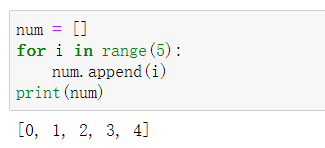 num = []
for i in range(5):
    num.append(i)
print(num)
[0, 1, 2, 3, 4]